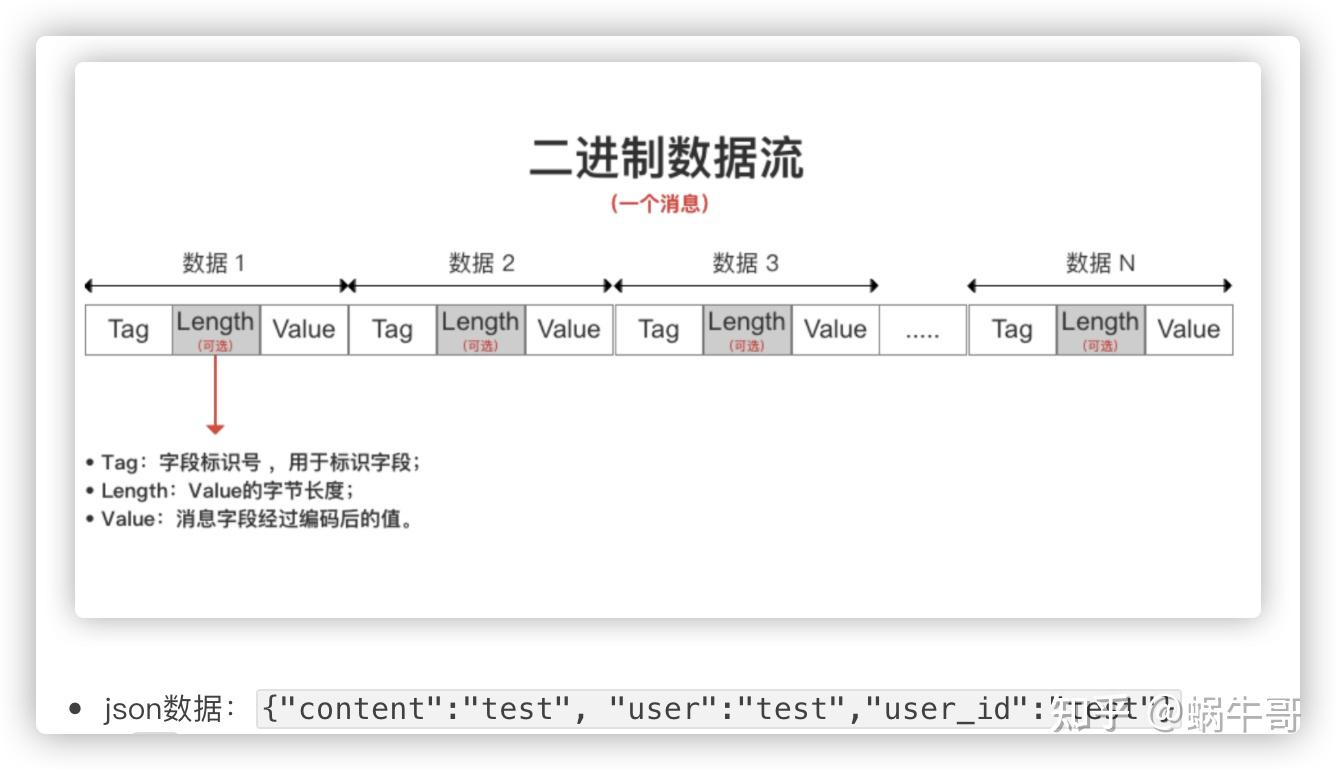 二进制数据流
(一个消息)
数据 1 数据 2 数据 3 数据 N
Tag Length Value Tag Length Value Tag Length Value ..... Tag Length Value
(可选) (可选) (可选) (可选)
• Tag：字段标识号 ，用于标识字段；
• Length：Value的字节长度；
• Value：消息字段经过编码后的值。
• json数据： {"content":"test", "user":"test","user_id":"test"}
知乎 @蜗牛哥